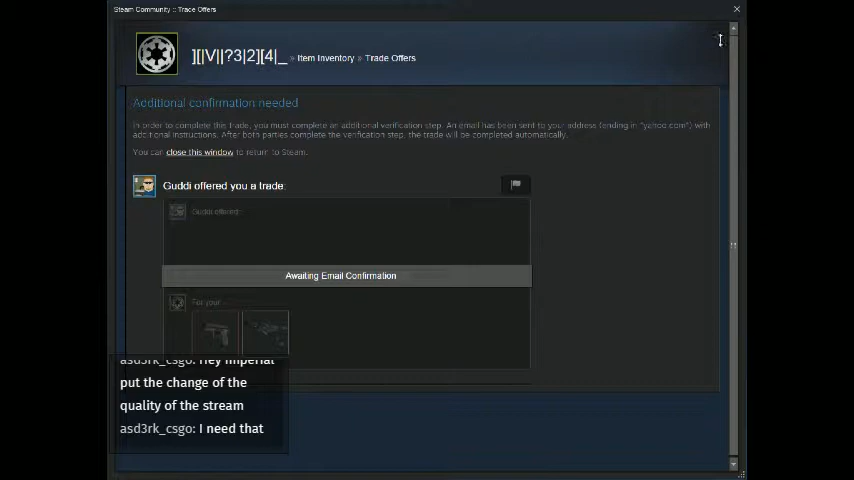 Steam Community :: Trade Offers
][|V||?3|2][4|_ » Item Inventory » Trade Offers
Additional confirmation needed
In order to complete this trade, you must complete an additional verification step. An email has been sent to your address (ending in "yahoo.com") with
additional instructions. After both parties complete the verification step, the trade will be completed automatically.
You can close this window to return to Steam.
Guddi offered you a trade:
Guddi offered:
Awaiting Email Confirmation
For your
asd3rk_csgo: Hey imperial
put the change of the
quality of the stream
asd3rk_csgo: I need that